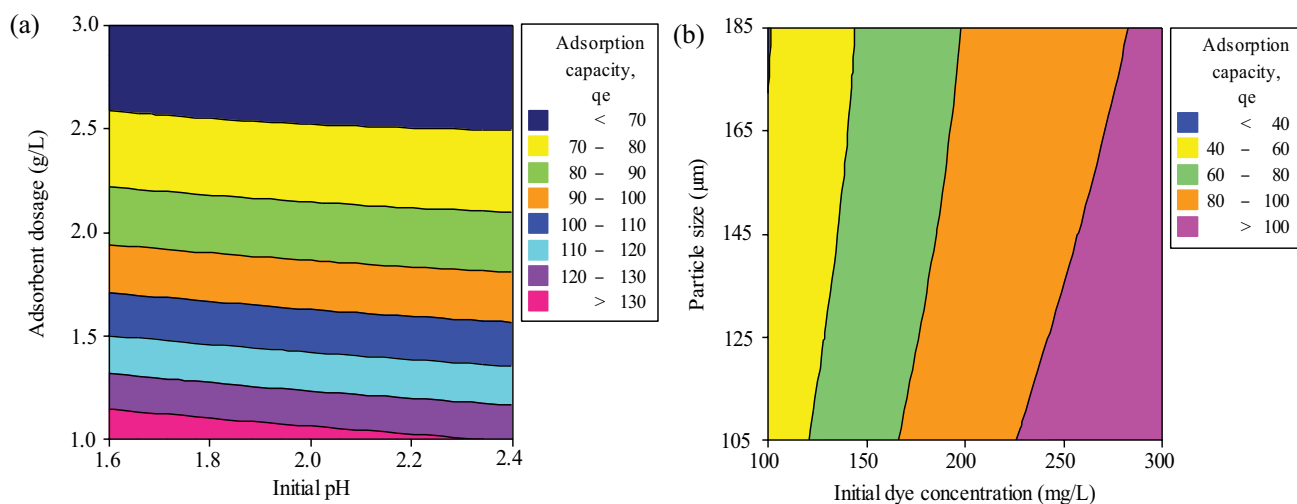 (a)
3.0
2.5
2.0
1.5
1.0
Adsorbent dosage (g/L)
1.6 1.8 2.0 2.2 2.4
Initial pH
Adsorption
capacity,
qe
< 70
70 – 80
80 – 90
90 – 100
100 – 110
110 – 120
120 – 130
> 130
(b)
185
165
145
125
105
Particle size (µm)
100 150 200 250 300
Initial dye concentration (mg/L)
Adsorption
capacity,
qe
< 40
40 – 60
60 – 80
80 – 100
> 100